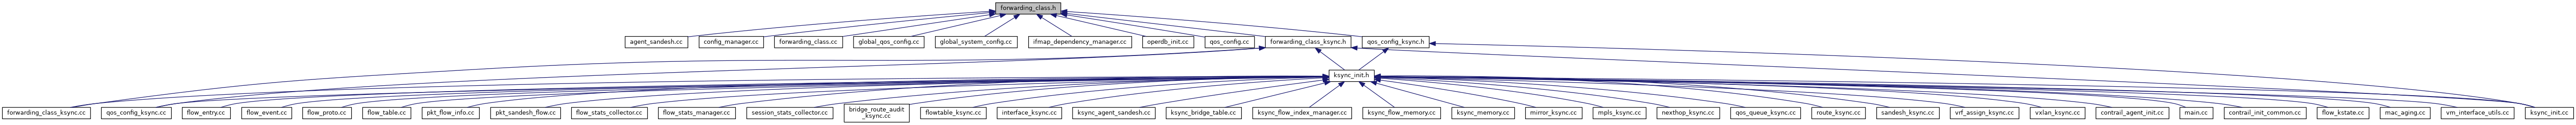 forwarding_class.h
agent_sandesh.cc
config_manager.cc
forwarding_class.cc
global_qos_config.cc
global_system_config.cc
ifmap_dependency_manager.cc
operdb_init.cc
qos_config.cc
forwarding_class_ksync.h
qos_config_ksync.h
ksync_init.h
forwarding_class_ksync.cc
qos_config_ksync.cc
flow_entry.cc
flow_event.cc
flow_proto.cc
flow_table.cc
pkt_flow_info.cc
pkt_sandesh_flow.cc
flow_stats_collector.cc
flow_stats_manager.cc
session_stats_collector.cc
bridge_route_audit
_ksync.cc
flowtable_ksync.cc
interface_ksync.cc
ksync_agent_sandesh.cc
ksync_bridge_table.cc
ksync_flow_index_manager.cc
ksync_flow_memory.cc
ksync_memory.cc
mirror_ksync.cc
mpls_ksync.cc
nexthop_ksync.cc
qos_queue_ksync.cc
route_ksync.cc
sandesh_ksync.cc
vrf_assign_ksync.cc
vxlan_ksync.cc
contrail_agent_init.cc
main.cc
contrail_init_common.cc
flow_kstate.cc
mac_aging.cc
vm_interface_utils.cc
ksync_init.cc